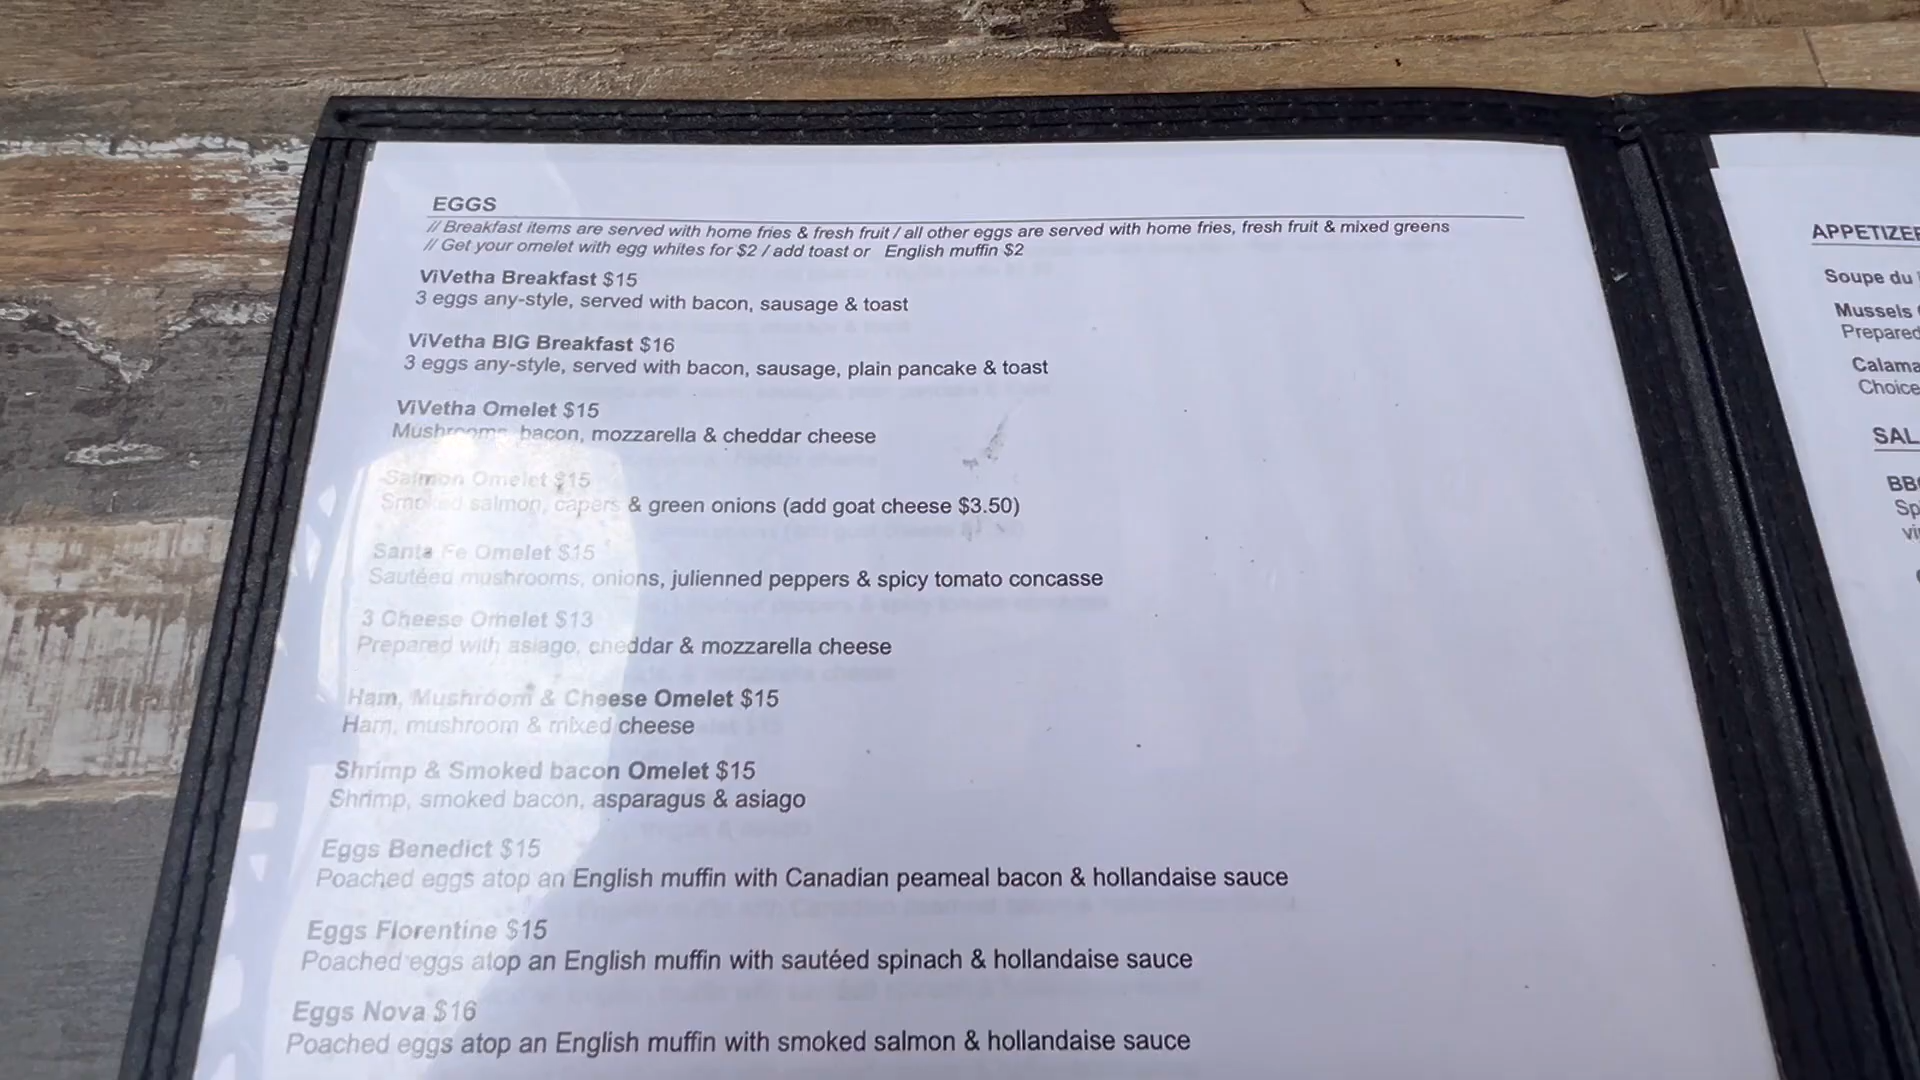 EGGS
// Breakfast items are served with home fries & fresh fruit / all other eggs are served with home fries, fresh fruit & mixed greens
// Get your omelet with egg whites for $2 / add toast or English muffin $2
ViVetha Breakfast $15
3 eggs any-style, served with bacon, sausage & toast
ViVetha BIG Breakfast $16
3 eggs any-style, served with bacon, sausage, plain pancake & toast
ViVetha Omelet $15
Mushrooms, bacon, mozzarella & cheddar cheese
Salmon Omelet $15
Smoked salmon, capers & green onions (add goat cheese $3.50)
Santa Fe Omelet $15
Sautéed mushrooms, onions, julienned peppers & spicy tomato concasse
3 Cheese Omelet $13
Prepared with asiago, cheddar & mozzarella cheese
Ham, Mushroom & Cheese Omelet $15
Ham, mushroom & mixed cheese
Shrimp & Smoked bacon Omelet $15
Shrimp, smoked bacon, asparagus & asiago
Eggs Benedict $15
Poached eggs atop an English muffin with Canadian peameal bacon & hollandaise sauce
Eggs Florentine $15
Poached eggs atop an English muffin with sautéed spinach & hollandaise sauce
Eggs Nova $16
Poached eggs atop an English muffin with smoked salmon & hollandaise sauce
APPETIZE
Soupe du
Mussels
Prepared
Calama
Choice
SAL
BB
Sp